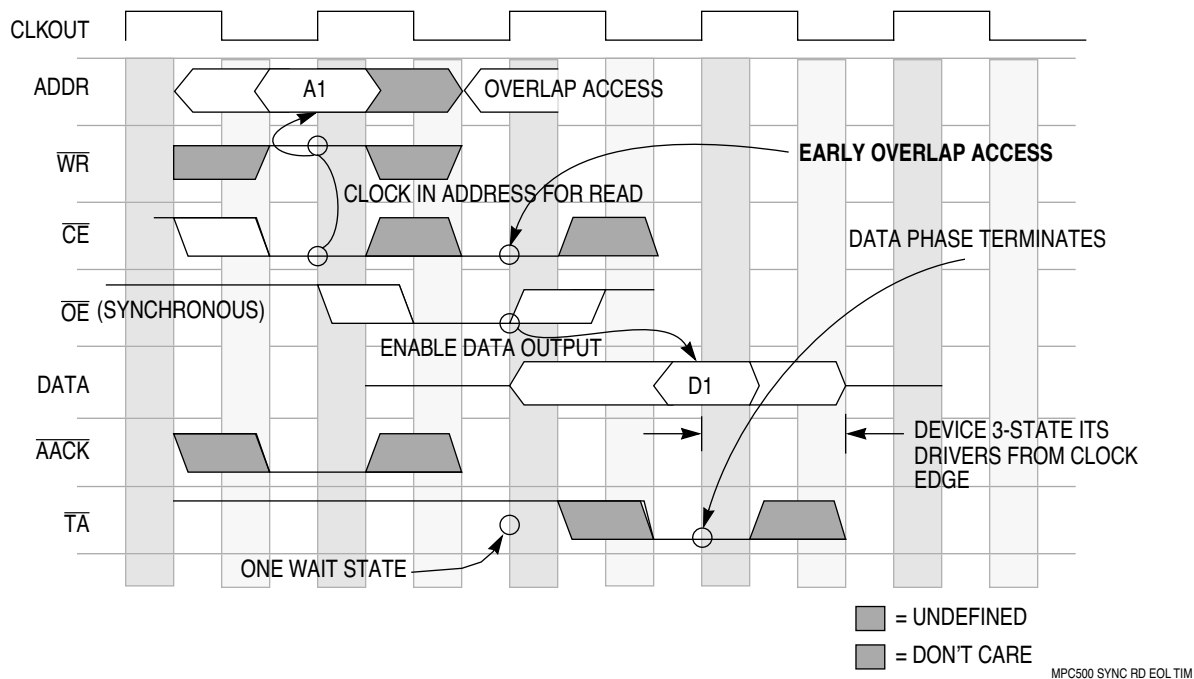 CLKOUT
ADDR
A1
OVERLAP ACCESS
WR
EARLY OVERLAP ACCESS
CLOCK IN ADDRESS FOR READ
CE
DATA PHASE TERMINATES
OE (SYNCHRONOUS)
ENABLE DATA OUTPUT
DATA
D1
DEVICE 3-STATE ITS
DRIVERS FROM CLOCK
EDGE
AACK
TA
ONE WAIT STATE
= UNDEFINED
= DON'T CARE
MPC500 SYNC RD EOL TIM